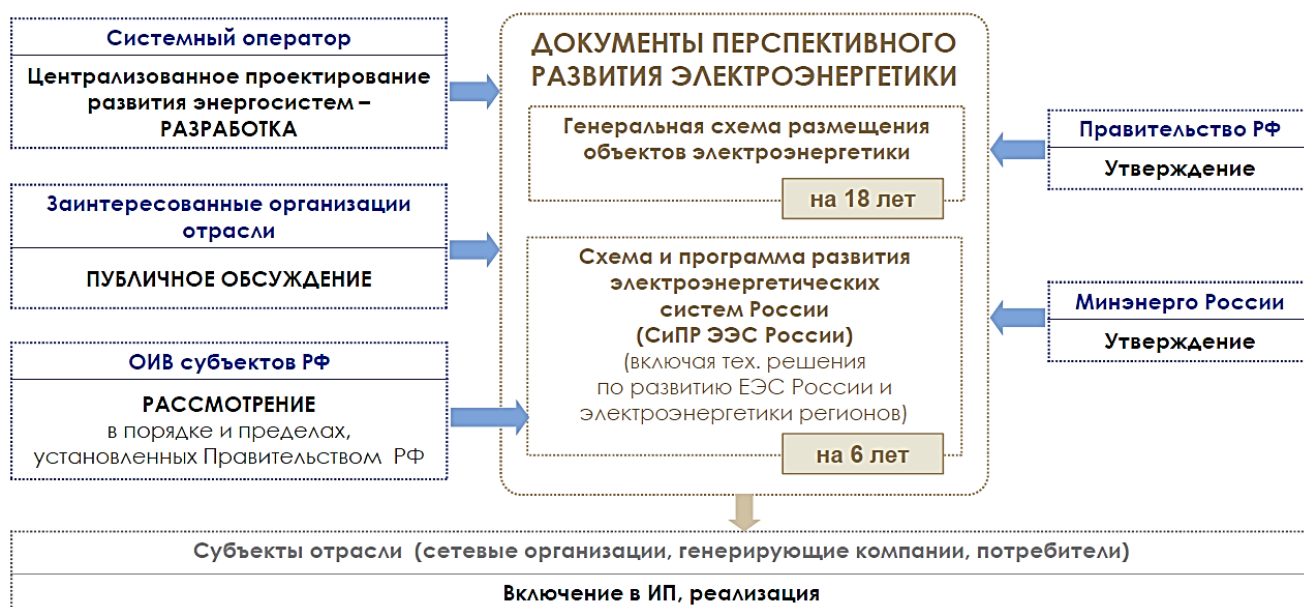 Системный оператор
Централизованное проектирование
развития энергосистем –
РАЗРАБОТКА
Заинтересованные организации
отрасли
ПУБЛИЧНОЕ ОБСУЖДЕНИЕ
ОИВ субъектов РФ
РАССМОТРЕНИЕ
в порядке и пределах,
установленных Правительством РФ
ДОКУМЕНТЫ ПЕРСПЕКТИВНОГО
РАЗВИТИЯ ЭЛЕКТРОЭНЕРГЕТИКИ
Генеральная схема размещения
объектов электроэнергетики
на 18 лет
Схема и программа развития
электроэнергетических
систем России
(СиПР ЭЭС России)
(включая тех. решения
по развитию ЕЭС России и
электроэнергетики регионов)
на 6 лет
Правительство РФ
Утверждение
Минэнерго России
Утверждение
Субъекты отрасли (сетевые организации, генерирующие компании, потребители)
Включение в ИП, реализация